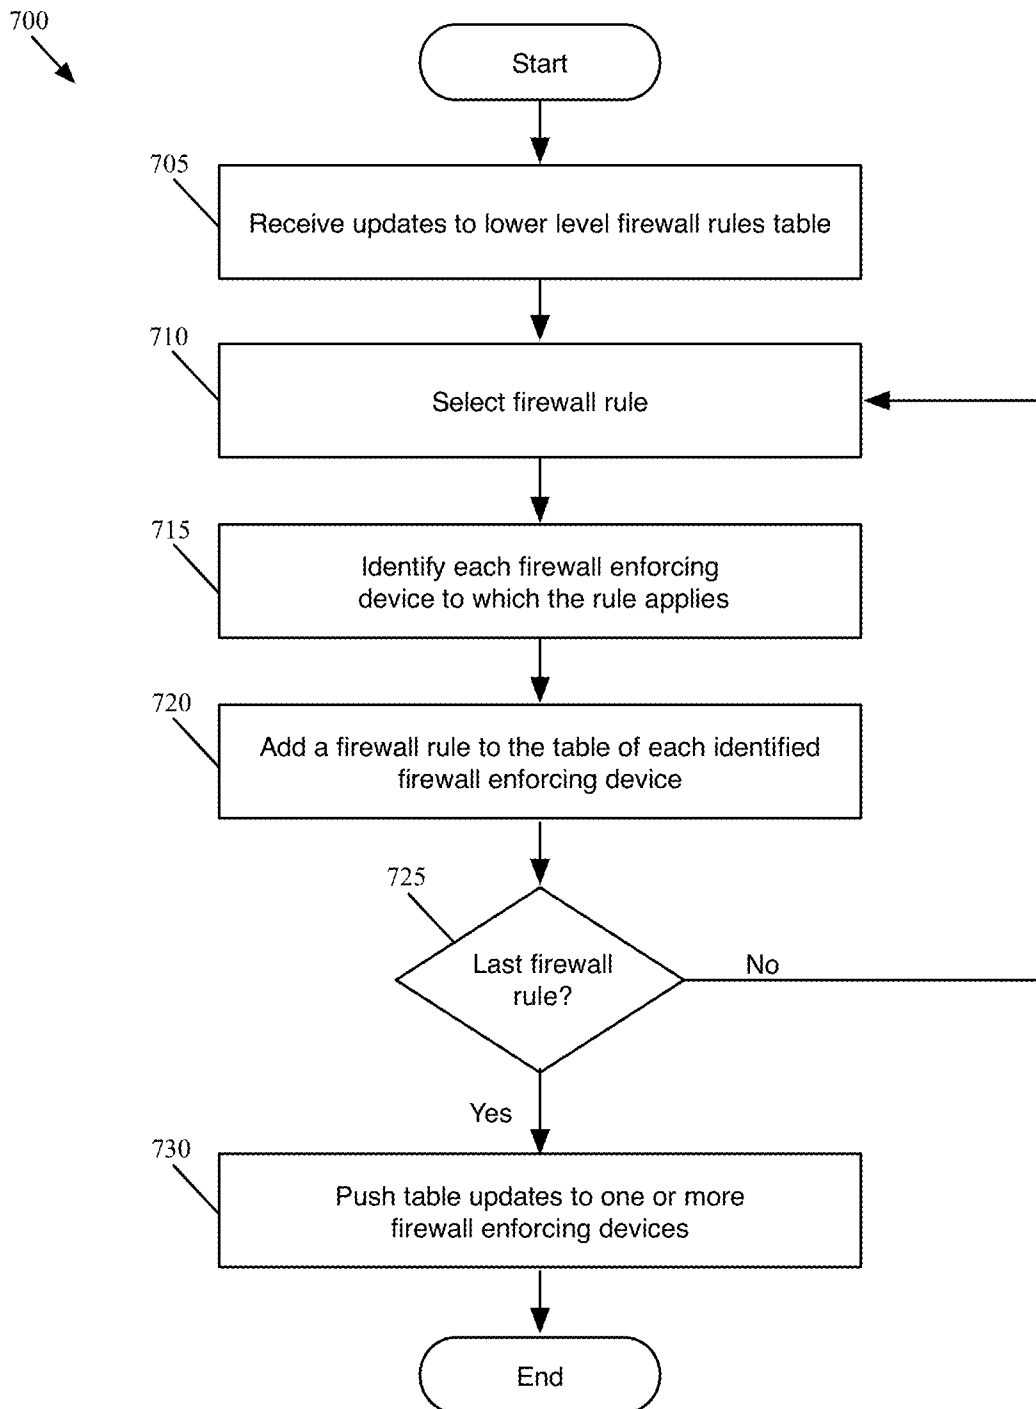 700
Start
705
Receive updates to lower level firewall rules table
710
Select firewall rule
715
Identify each firewall enforcing
device to which the rule applies
720
Add a firewall rule to the table of each identified
firewall enforcing device
725
Last firewall
rule?
No
Yes
730
Push table updates to one or more
firewall enforcing devices
End